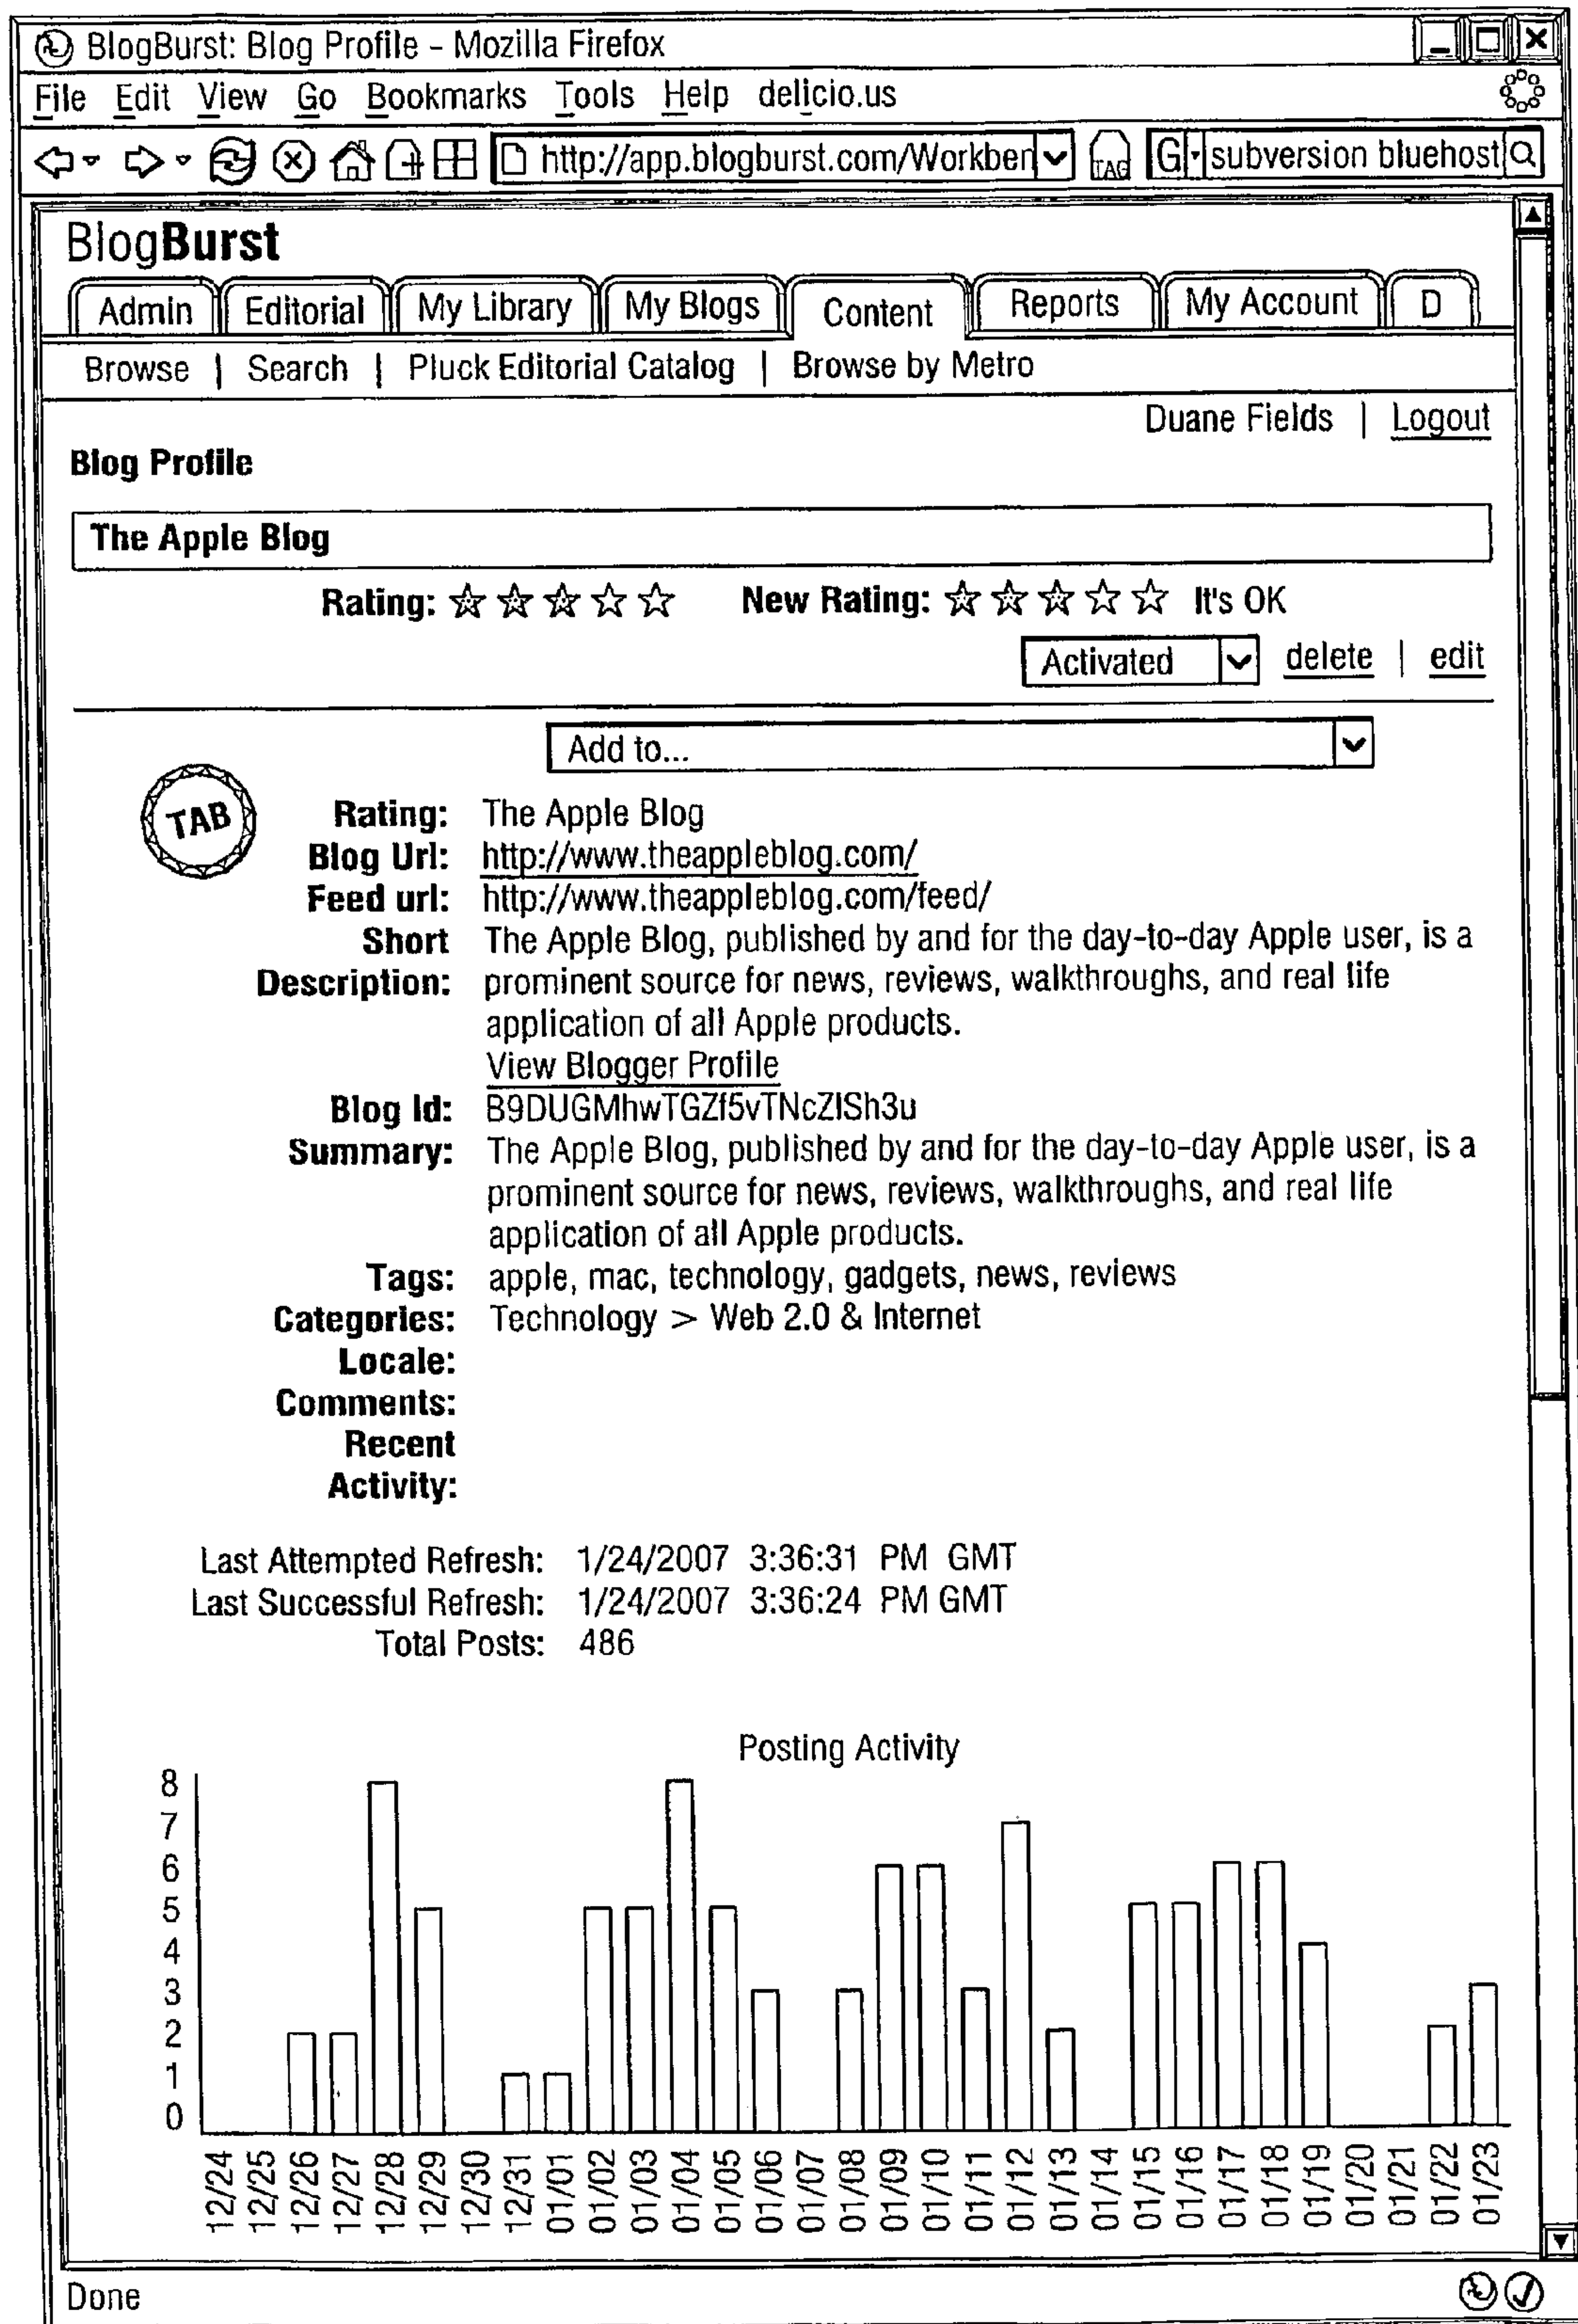 BlogBurst: Blog Profile - Mozilla Firefox
File Edit View Go Bookmarks Tools Help delicio.us
http://app.blogburst.com/Workben TAG G subversion bluehost
BlogBurst
Admin Editorial My Library My Blogs Content Reports My Account D
Browse | Search | Pluck Editorial Catalog | Browse by Metro
Duane Fields | Logout
Blog Profile
The Apple Blog
Rating: New Rating: It's OK
Activated delete | edit
Add to...
TAB
Rating: The Apple Blog
Blog Url: http://www.theappleblog.com/
Feed url: http://www.theappleblog.com/feed/
Short The Apple Blog, published by and for the day-to-day Apple user, is a
Description: prominent source for news, reviews, walkthroughs, and real life
application of all Apple products.
View Blogger Profile
Blog Id: B9DUGMhwTGZf5vTNcZISh3u
Summary: The Apple Blog, published by and for the day-to-day Apple user, is a
prominent source for news, reviews, walkthroughs, and real life
application of all Apple products.
Tags: apple, mac, technology, gadgets, news, reviews
Categories: Technology > Web 2.0 & Internet
Locale:
Comments:
Recent
Activity:
Last Attempted Refresh: 1/24/2007 3:36:31 PM GMT
Last Successful Refresh: 1/24/2007 3:36:24 PM GMT
Total Posts: 486
Posting Activity
8
7
6
5
4
3
2
1
0
12/24 12/25 12/26 12/27 12/28 12/29 12/30 12/31 01/01 01/02 01/03 01/04 01/05 01/06 01/07 01/08 01/09 01/10 01/11 01/12 01/13 01/14 01/15 01/16 01/17 01/18 01/19 01/20 01/21 01/22 01/23
Done